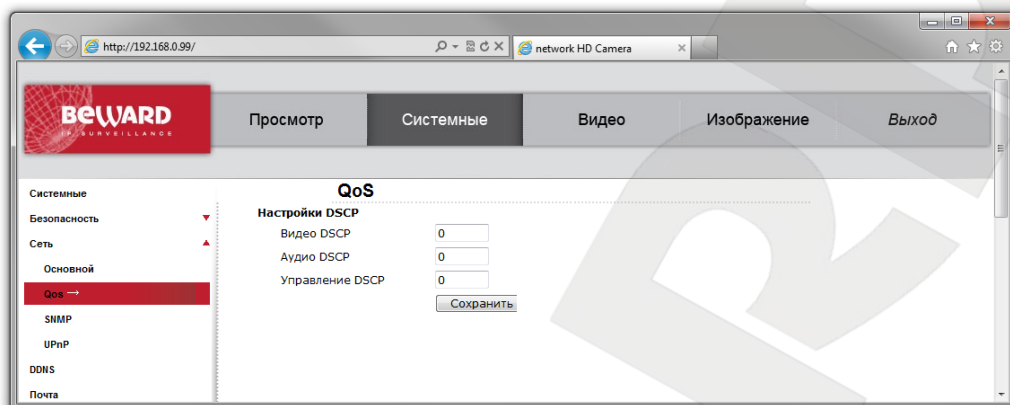 http://192.168.0.99/
network HD Camera
BEWARD
IP SURVEILLANCE
Просмотр
Системные
Видео
Изображение
Выход
Системные
Безопасность
Сеть
Основной
Qos →
SNMP
UPnP
DDNS
Почта
QoS
Настройки DSCP
Видео DSCP 0
Аудио DSCP 0
Управление DSCP 0
Сохранить